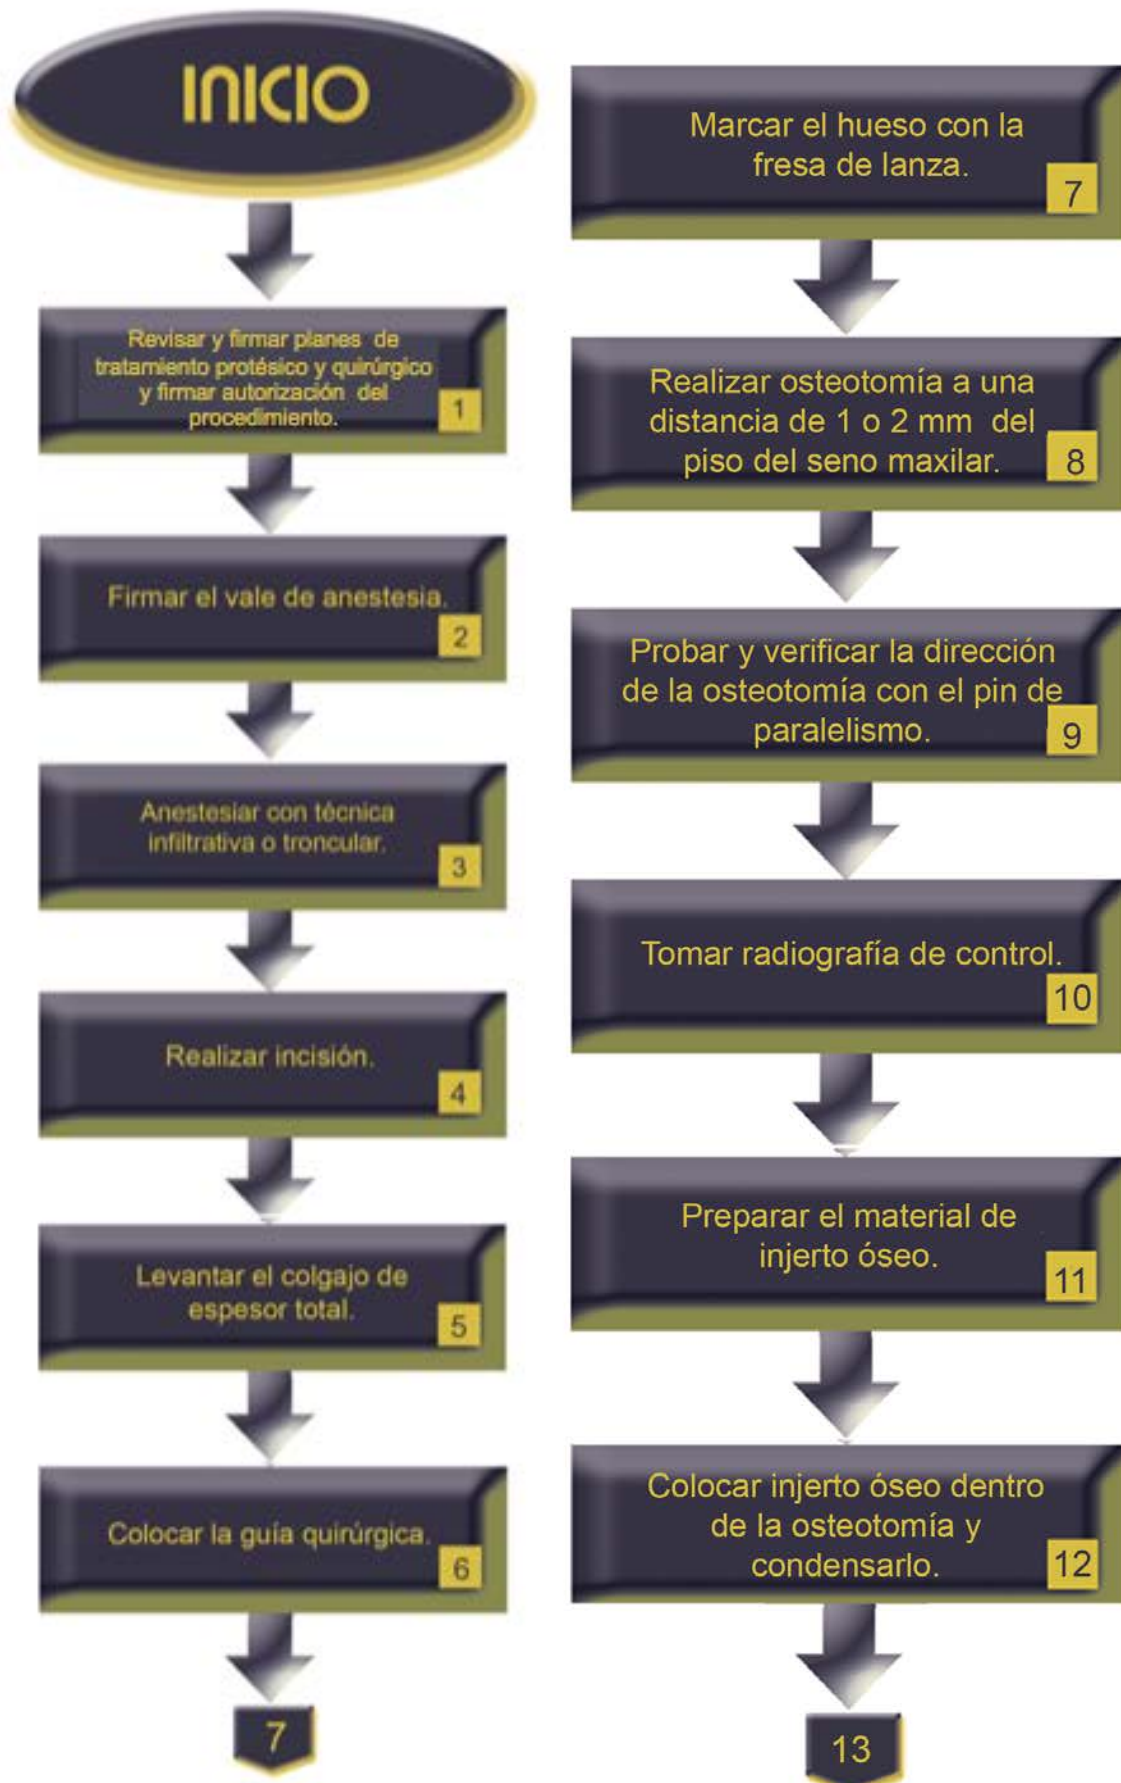 INICIO
Revisar y firmar planes de
tratamiento protésico y quirúrgico
y firmar autorización del
procedimiento.
1
Firmar el vale de anestesia.
2
Anestesiar con técnica
infiltrativa o troncular.
3
Realizar incisión.
4
Levantar el colgajo de
espesor total.
5
Colocar la guía quirúrgica.
6
7
Marcar el hueso con la
fresa de lanza.
7
Realizar osteotomía a una
distancia de 1 o 2 mm del
piso del seno maxilar.
8
Probar y verificar la dirección
de la osteotomía con el pin de
paralelismo.
9
Tomar radiografía de control.
10
Preparar el material de
injerto óseo.
11
Colocar injerto óseo dentro
de la osteotomía y
condensarlo.
12
13